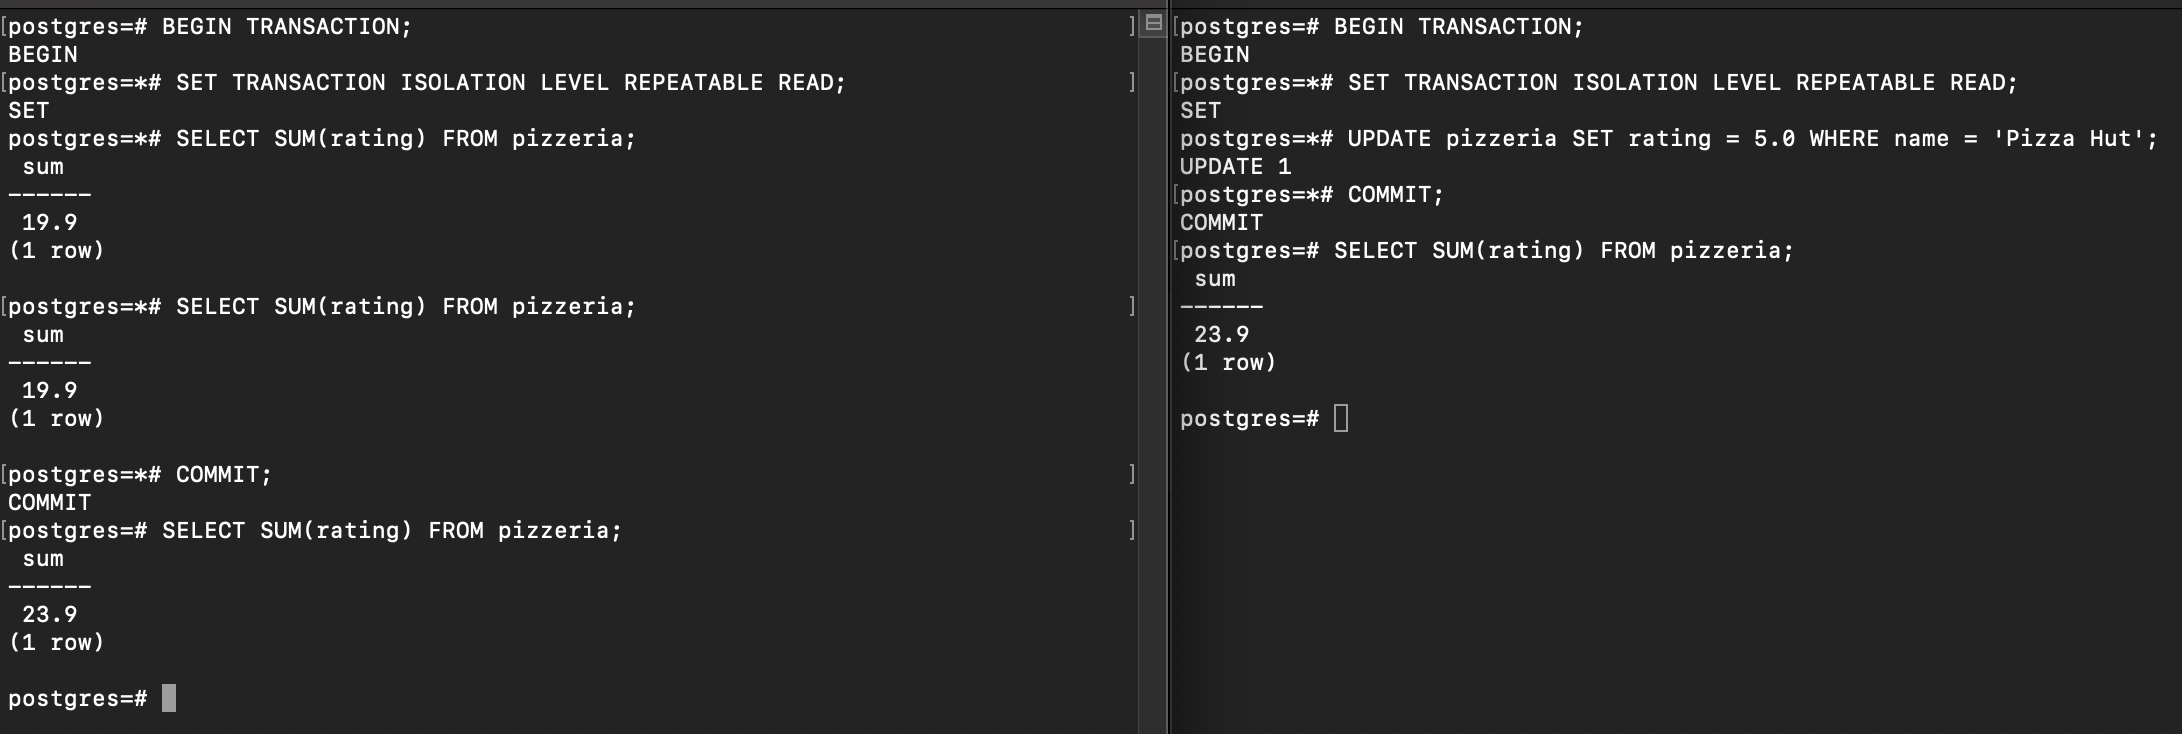 postgres=# BEGIN TRANSACTION;
BEGIN
postgres=*# SET TRANSACTION ISOLATION LEVEL REPEATABLE READ;
SET
postgres=*# SELECT SUM(rating) FROM pizzeria;
sum
------
19.9
(1 row)
postgres=*# SELECT SUM(rating) FROM pizzeria;
sum
------
19.9
(1 row)
postgres=*# COMMIT;
COMMIT
postgres=# SELECT SUM(rating) FROM pizzeria;
sum
------
23.9
(1 row)
postgres=#
postgres=# BEGIN TRANSACTION;
BEGIN
postgres=*# SET TRANSACTION ISOLATION LEVEL REPEATABLE READ;
SET
postgres=*# UPDATE pizzeria SET rating = 5.0 WHERE name = 'Pizza Hut';
UPDATE 1
postgres=*# COMMIT;
COMMIT
postgres=# SELECT SUM(rating) FROM pizzeria;
sum
------
23.9
(1 row)
postgres=#